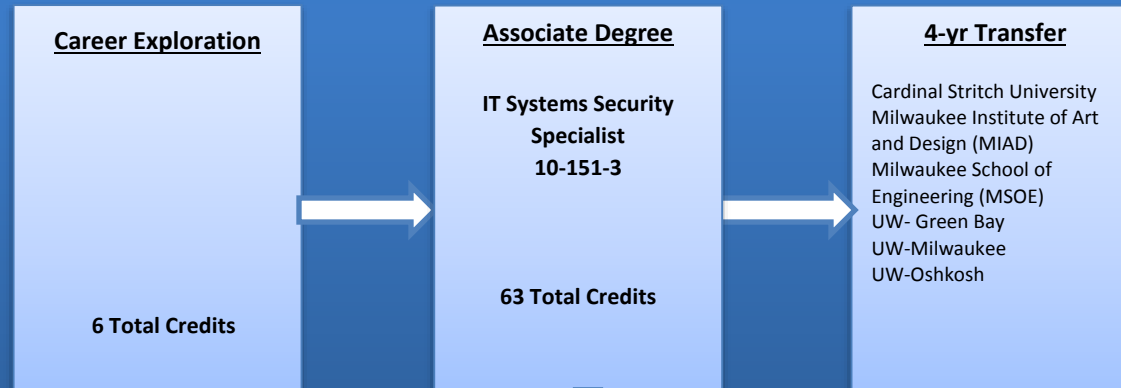 Career Exploration
6 Total Credits
Associate Degree
IT Systems Security
Specialist
10-151-3
63 Total Credits
4-yr Transfer
Cardinal Stritch University
Milwaukee Institute of Art
and Design (MIAD)
Milwaukee School of
Engineering (MSOE)
UW- Green Bay
UW-Milwaukee
UW-Oshkosh